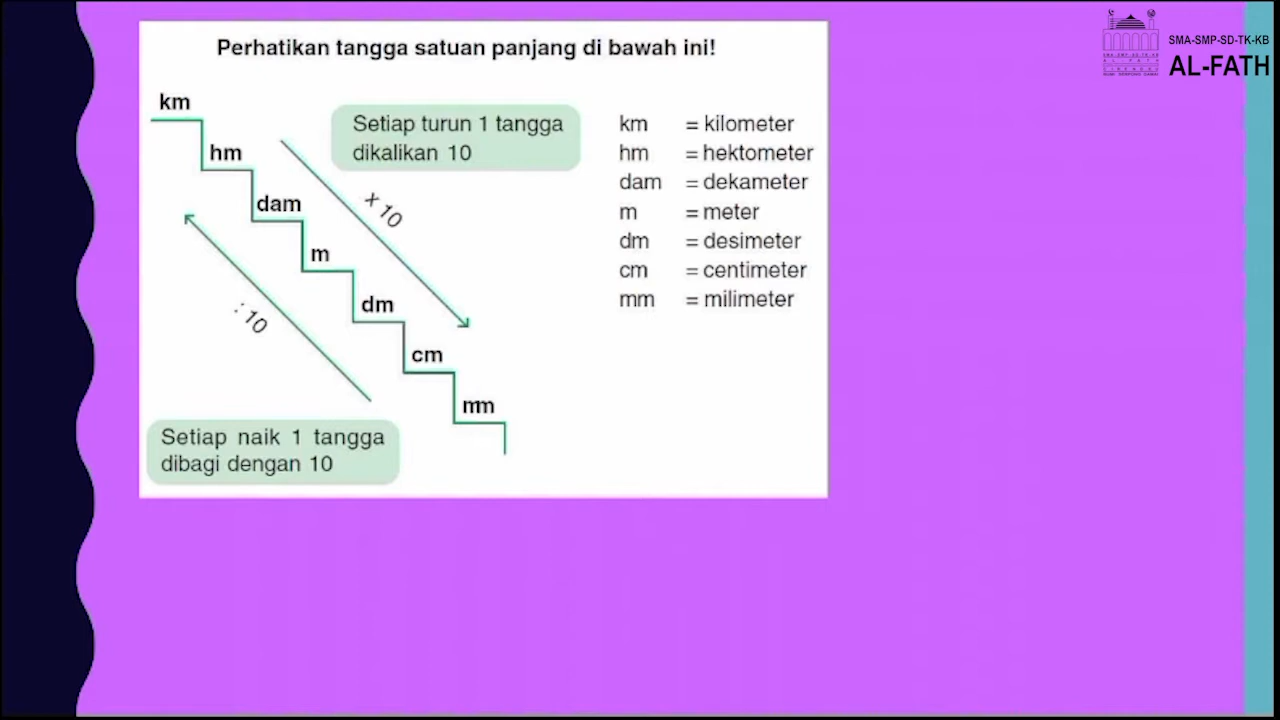 Perhatikan tangga satuan panjang di bawah ini!
SMA-SMP-SD-TK-KB
AL-FATH
km
hm
dam
m
dm
cm
mm
Setiap turun 1 tangga
dikalikan 10
x 10
: 10
Setiap naik 1 tangga
dibagi dengan 10
km = kilometer
hm = hektometer
dam = dekameter
m = meter
dm = desimeter
cm = centimeter
mm = milimeter